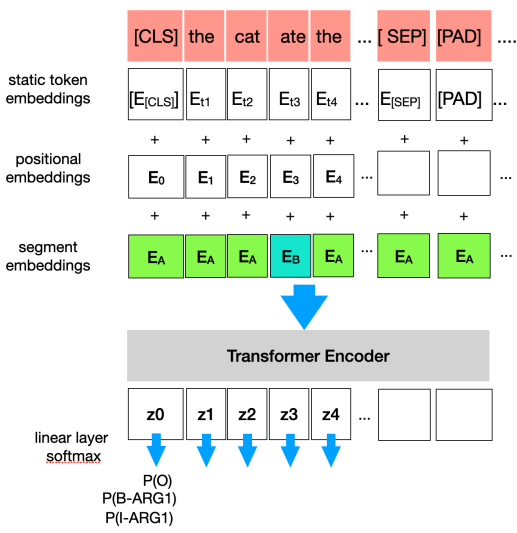 [CLS] the cat ate the ... [ SEP] [PAD] ....
static token
embeddings
[E[CLS]] Et1 Et2 Et3 Et4 ... E[SEP] [PAD] ...
+ + + + + + +
positional
embeddings
E0 E1 E2 E3 E4 ... ...
+ + + + + + +
segment
embeddings
EA EA EA EB EA ... EA EA ...
Transformer Encoder
z0 z1 z2 z3 z4 ...
linear layer
softmax
P(O)
P(B-ARG1)
P(I-ARG1)